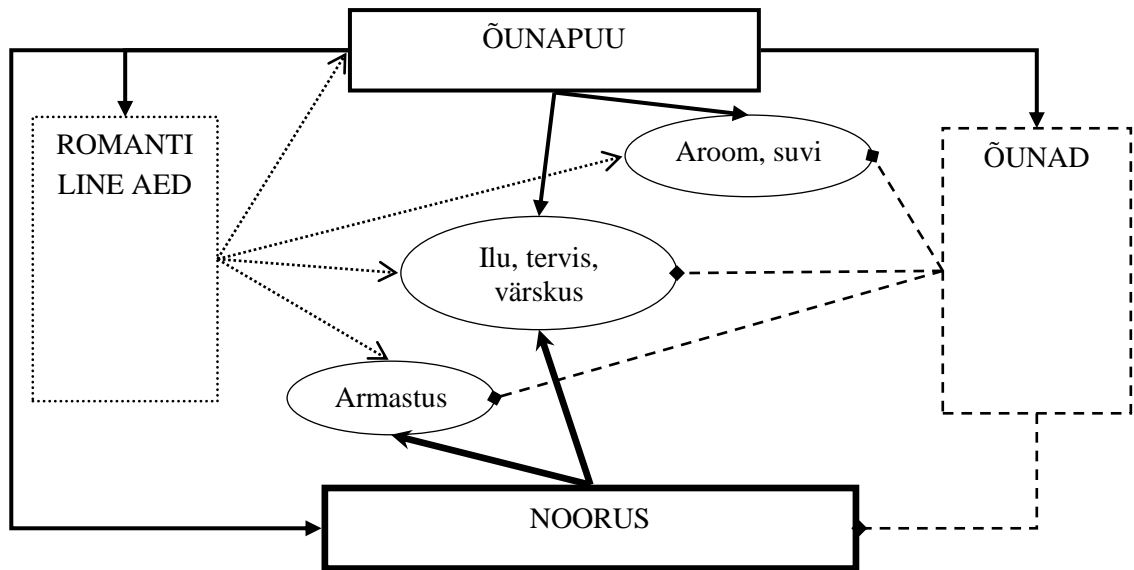 ÕUNAPUU
ROMANTI
LINE AED
Aroom, suvi
ÕUNAD
Ilu, tervis,
värskus
Armastus
NOORUS